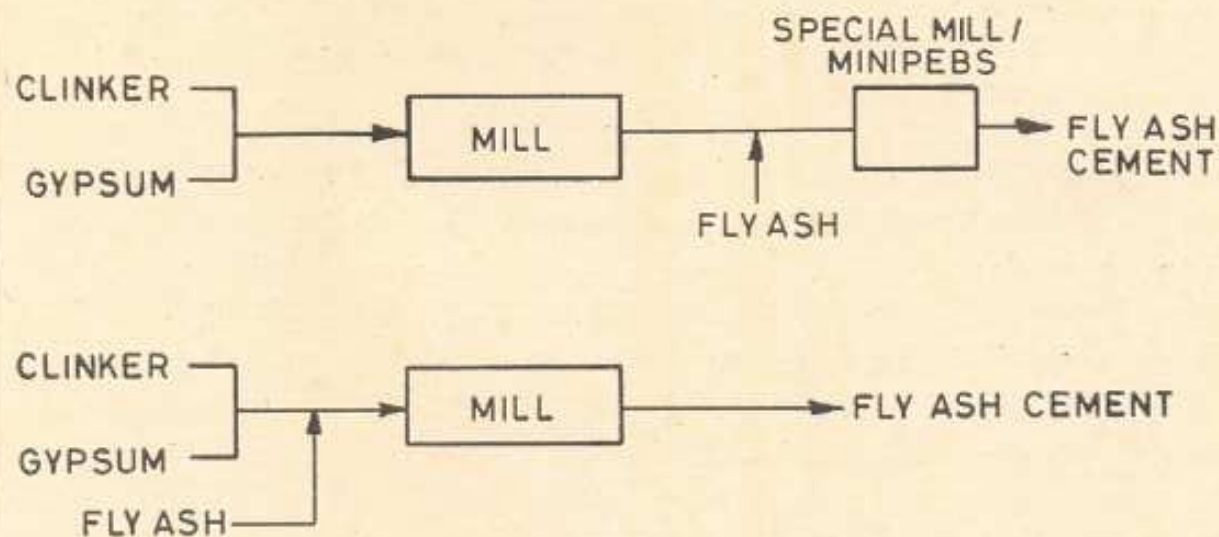 SPECIAL MILL /
MINIPEBS
CLINKER
MILL
FLY ASH
CEMENT
GYPSUM
FLY ASH
CLINKER
MILL
FLY ASH CEMENT
GYPSUM
FLY ASH